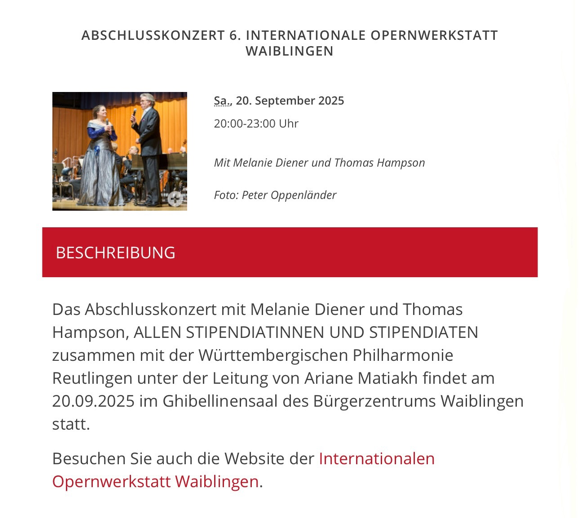 ABSCHLUSSKONZERT 6. INTERNATIONALE OPERNWERKSTATT
WAIBLINGEN
Sa., 20. September 2025
20:00-23:00 Uhr
Mit Melanie Diener und Thomas Hampson
Foto: Peter Oppenländer
BESCHREIBUNG
Das Abschlusskonzert mit Melanie Diener und Thomas
Hampson, ALLEN STIPENDIATINNEN UND STIPENDIATEN
zusammen mit der Württembergischen Philharmonie
Reutlingen unter der Leitung von Ariane Matiakh findet am
20.09.2025 im Ghibellinensaal des Bürgerzentrums Waiblingen
statt.
Besuchen Sie auch die Website der Internationalen
Opernwerkstatt Waiblingen.